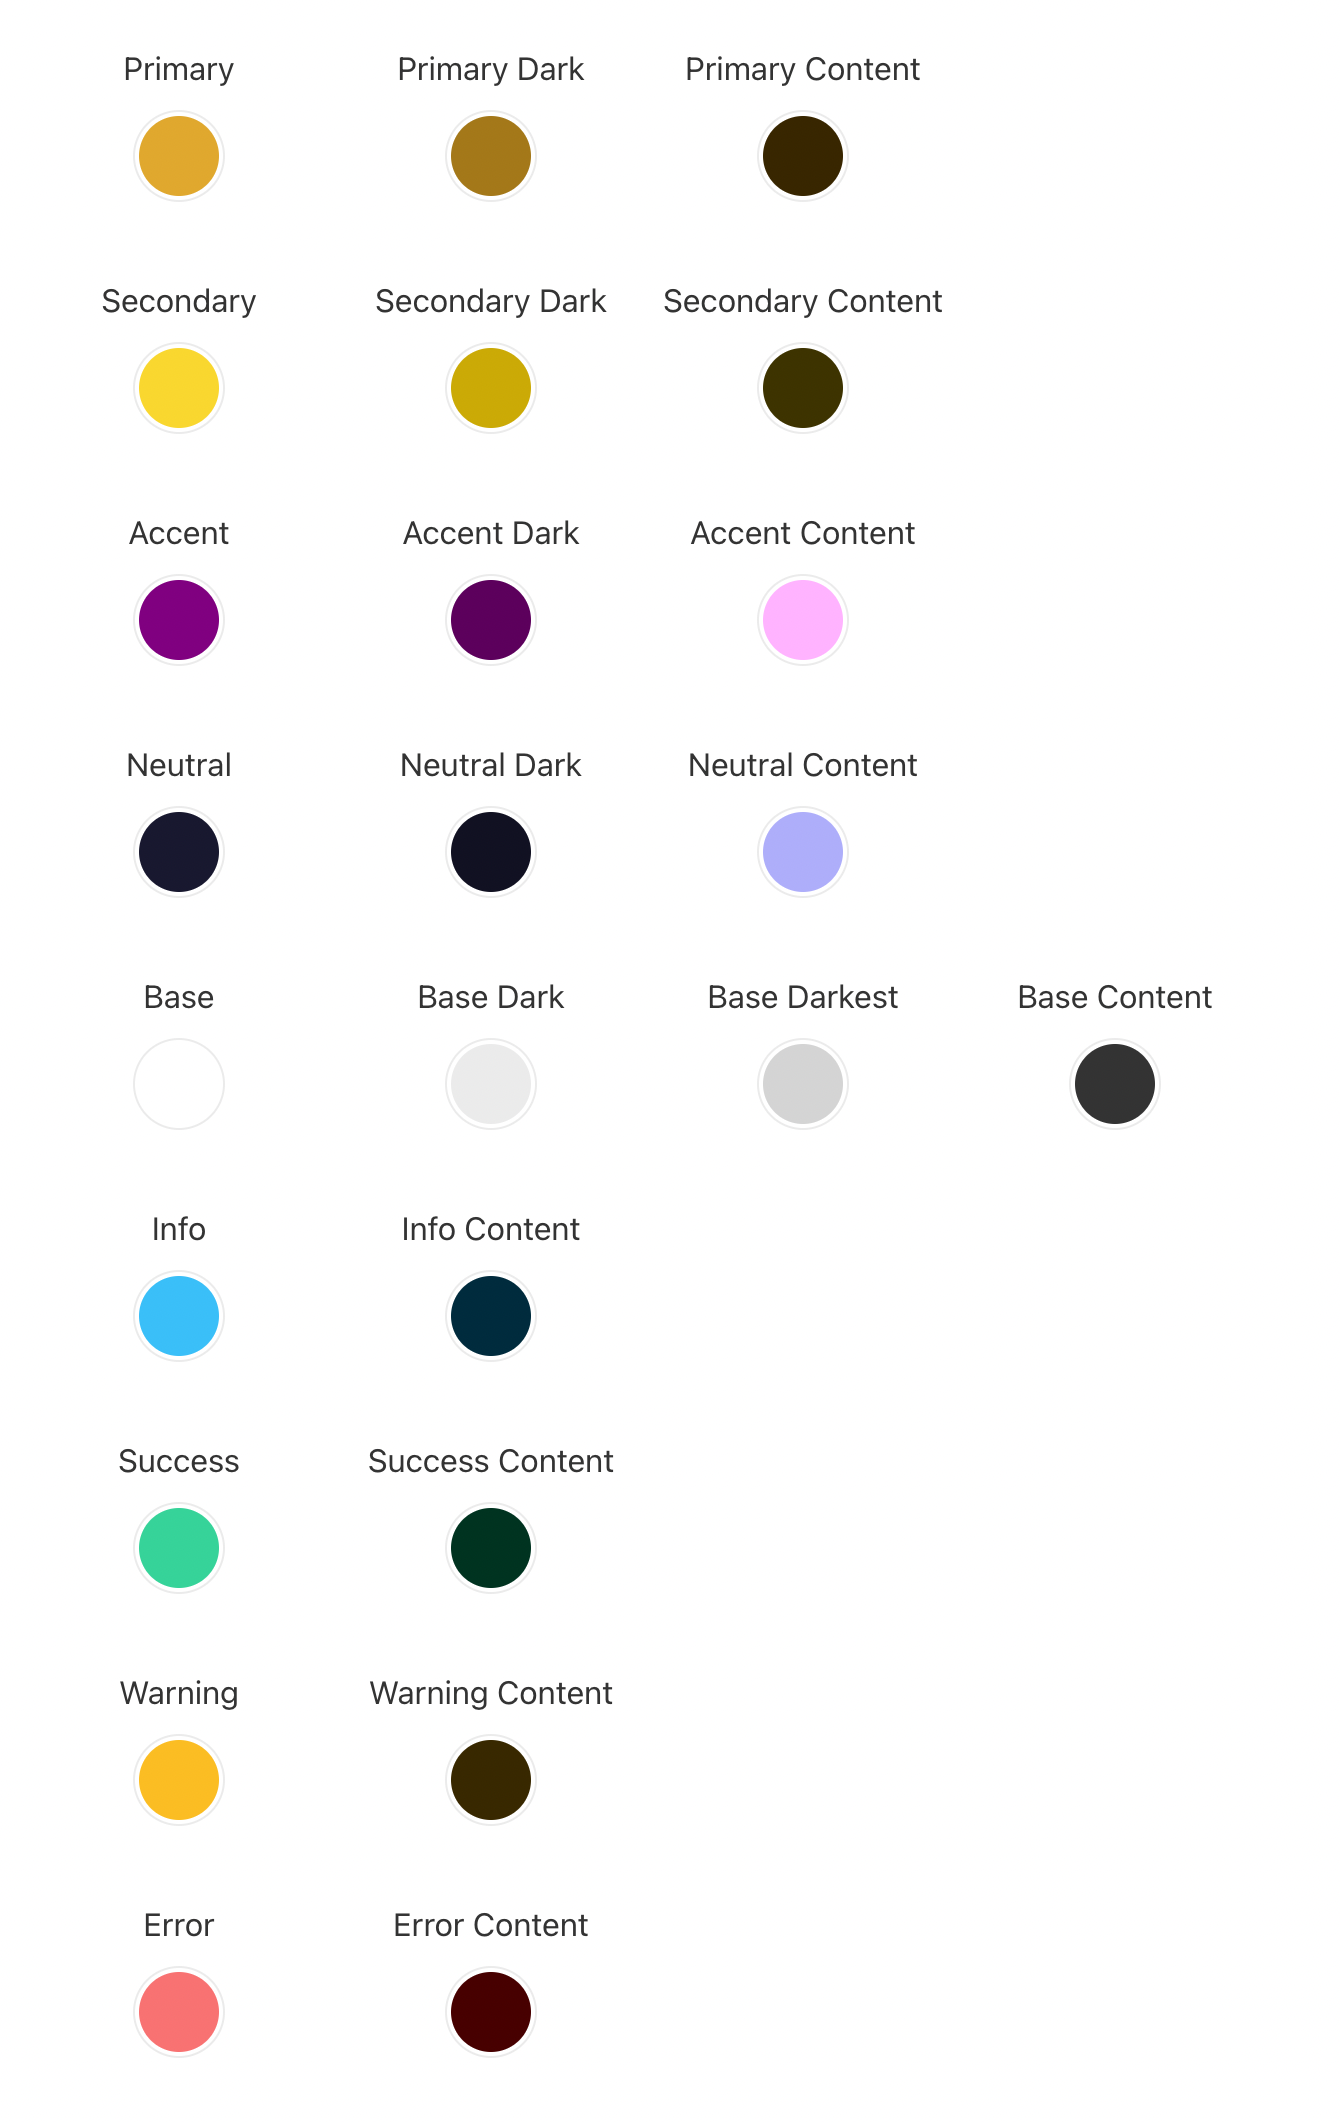 Primary
Primary Dark
Primary Content
Secondary
Secondary Dark
Secondary Content
Accent
Accent Dark
Accent Content
Neutral
Neutral Dark
Neutral Content
Base
Base Dark
Base Darkest
Base Content
Info
Info Content
Success
Success Content
Warning
Warning Content
Error
Error Content